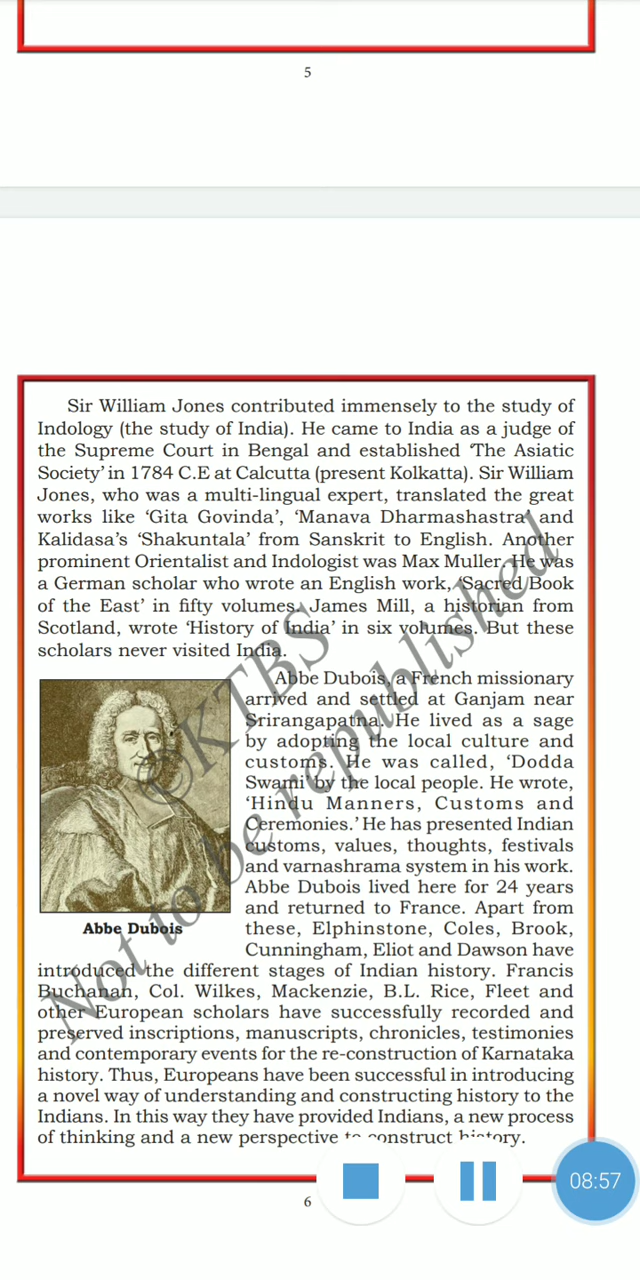 5
Sir William Jones contributed immensely to the study of
Indology (the study of India). He came to India as a judge of
the Supreme Court in Bengal and established ‘The Asiatic
Society’ in 1784 C.E at Calcutta (present Kolkatta). Sir William
Jones, who was a multi-lingual expert, translated the great
works like ‘Gita Govinda’, ‘Manava Dharmashastra’ and
Kalidasa’s ‘Shakuntala’ from Sanskrit to English. Another
prominent Orientalist and Indologist was Max Muller. He was
a German scholar who wrote an English work, ‘Sacred Book
of the East’ in fifty volumes. James Mill, a historian from
Scotland, wrote ‘History of India’ in six volumes. But these
scholars never visited India.
Abbe Dubois, a French missionary
arrived and settled at Ganjam near
Srirangapatna. He lived as a sage
by adopting the local culture and
customs. He was called, ‘Dodda
Swami’ by the local people. He wrote,
‘Hindu Manners, Customs and
Ceremonies.’ He has presented Indian
customs, values, thoughts, festivals
and varnashrama system in his work.
Abbe Dubois lived here for 24 years
and returned to France. Apart from
these, Elphinstone, Coles, Brook,
Cunningham, Eliot and Dawson have
introduced the different stages of Indian history. Francis
Buchanan, Col. Wilkes, Mackenzie, B.L. Rice, Fleet and
other European scholars have successfully recorded and
preserved inscriptions, manuscripts, chronicles, testimonies
and contemporary events for the re-construction of Karnataka
history. Thus, Europeans have been successful in introducing
a novel way of understanding and constructing history to the
Indians. In this way they have provided Indians, a new process
of thinking and a new perspective to construct history.
Abbe Dubois
©KTBS
Not to be republished
6
08:57